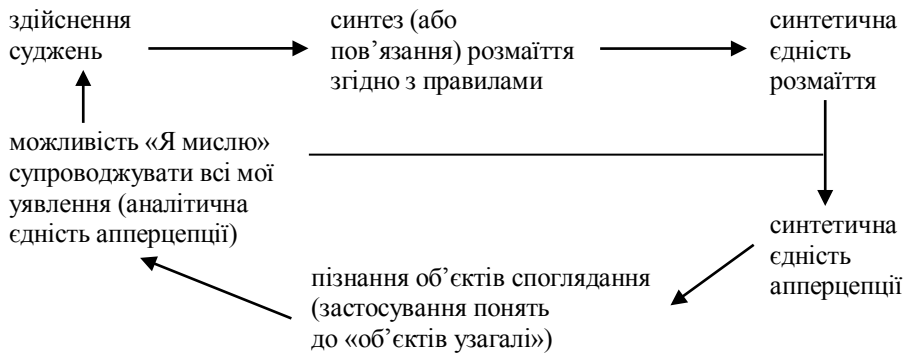 здійснення
суджень
синтез (або
пов’язання) розмаїття
згідно з правилами
синтетична
єдність
розмаїття
можливість «Я мислю»
супроводжувати всі мої
уявлення (аналітична
єдність апперцепції)
синтетична
єдність
апперцепції
пізнання об’єктів споглядання
(застосування понять
до «об’єктів узагалі»)